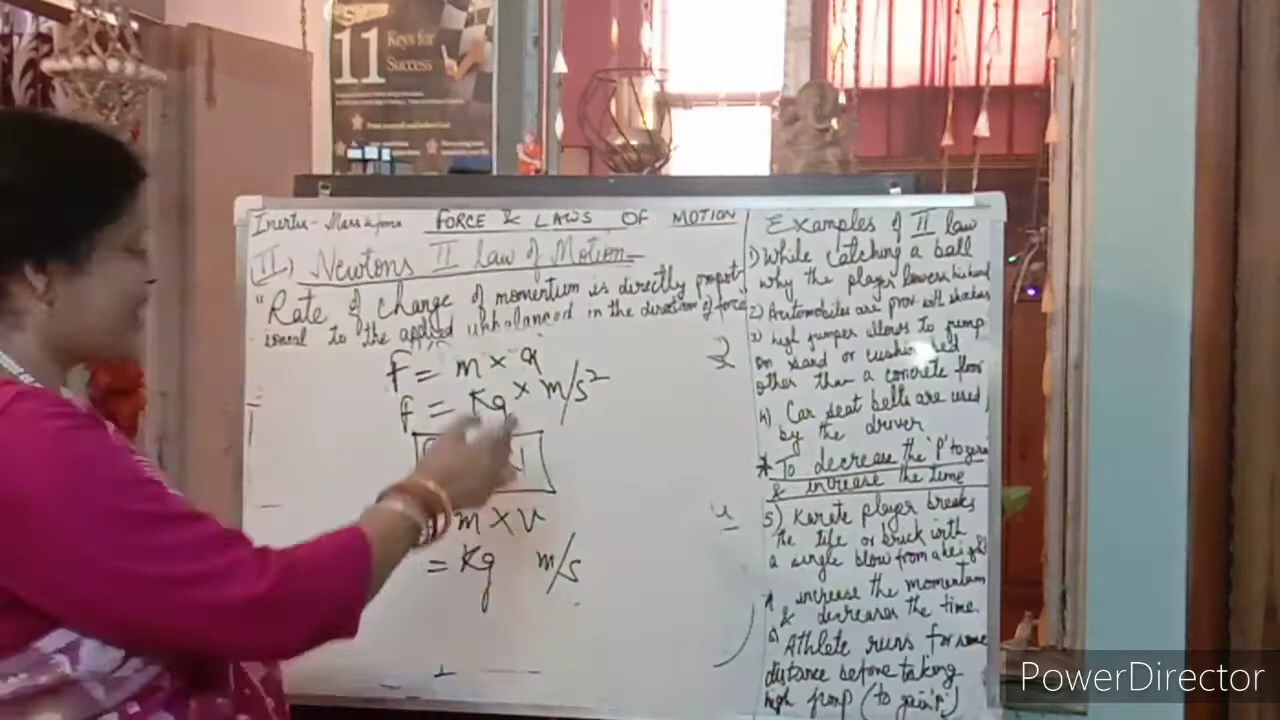 11
Keys for
Success
Inertia - Mass & force FORCE & LAWS OF MOTION
II) Newtons II law of Motion
"Rate of change of momentum is directly propot-
ional to the applied unbalanced in the direction of force
f = m × a
f = Kg × m/s²
m × v
= Kg m/s
Examples of II law
1) While catching a ball
why the player lowers his hand
2) Automobiles are prov with shockers
3) high jumper allows to jump
on sand or cushion bed
other than a concrete floor
4) Car seat belts are used
by the driver
* To decrease the 'P' to zero
& increase the time
5) Karate player breaks
the tile or brick with
a single blow from a height
* increase the momentum
& decreases the time
6) Athlete runs for some
distance before taking
high jump (to gain 'P')
PowerDirector